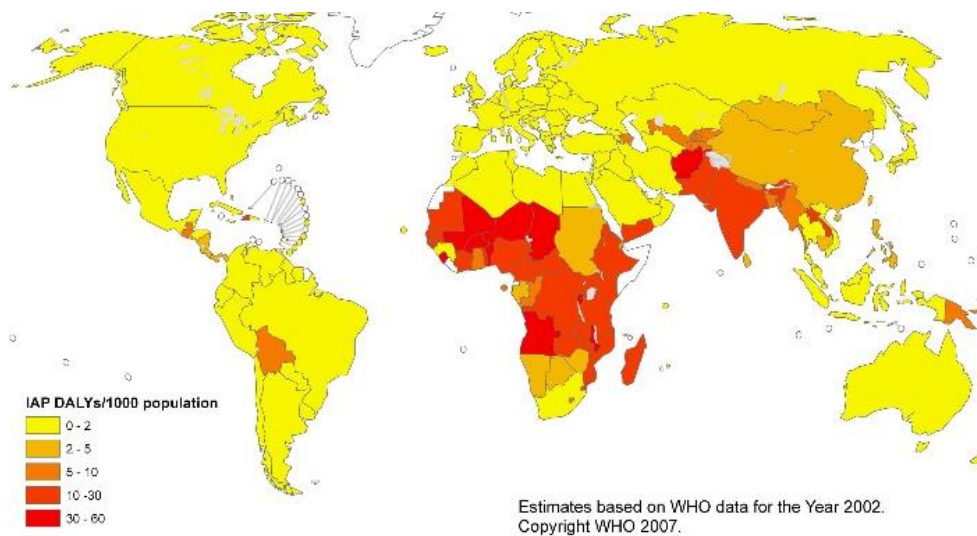 IAP DALYs/1000 population
0 - 2
2 - 5
5 - 10
10 -30
30 - 60
Estimates based on WHO data for the Year 2002.
Copyright WHO 2007.